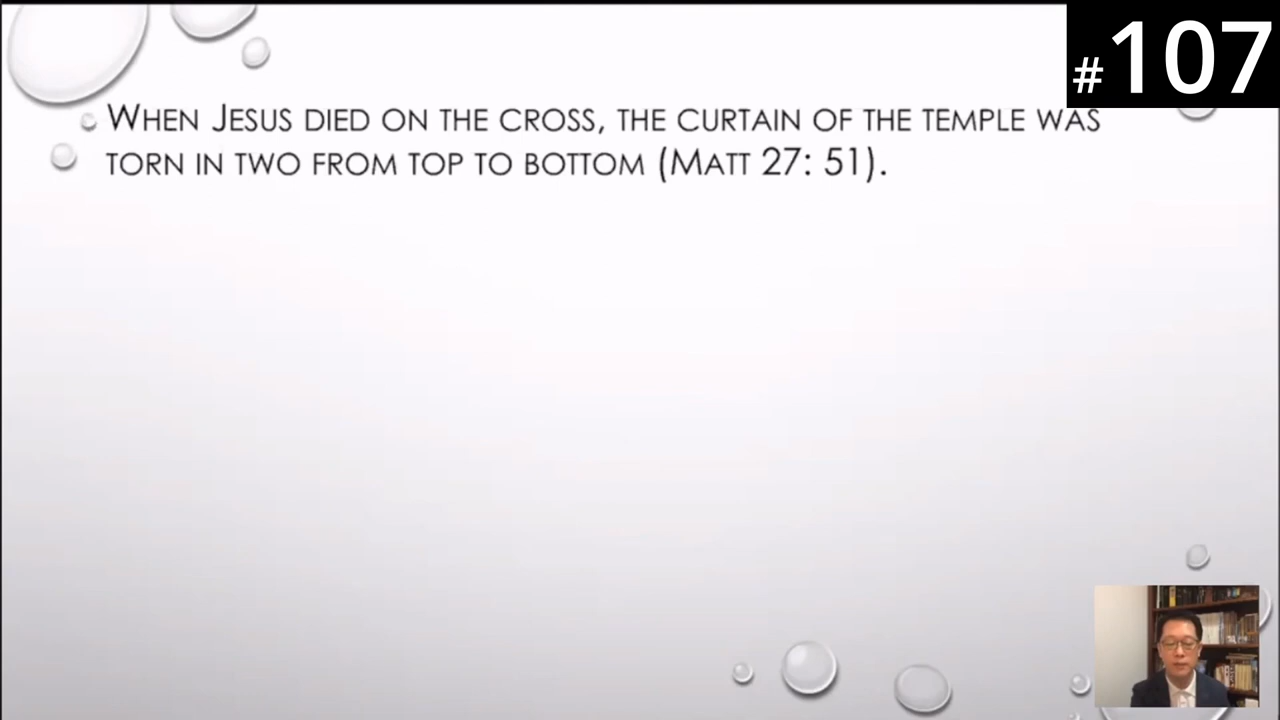 #107
When Jesus died on the cross, the curtain of the temple was
torn in two from top to bottom (Matt 27: 51).